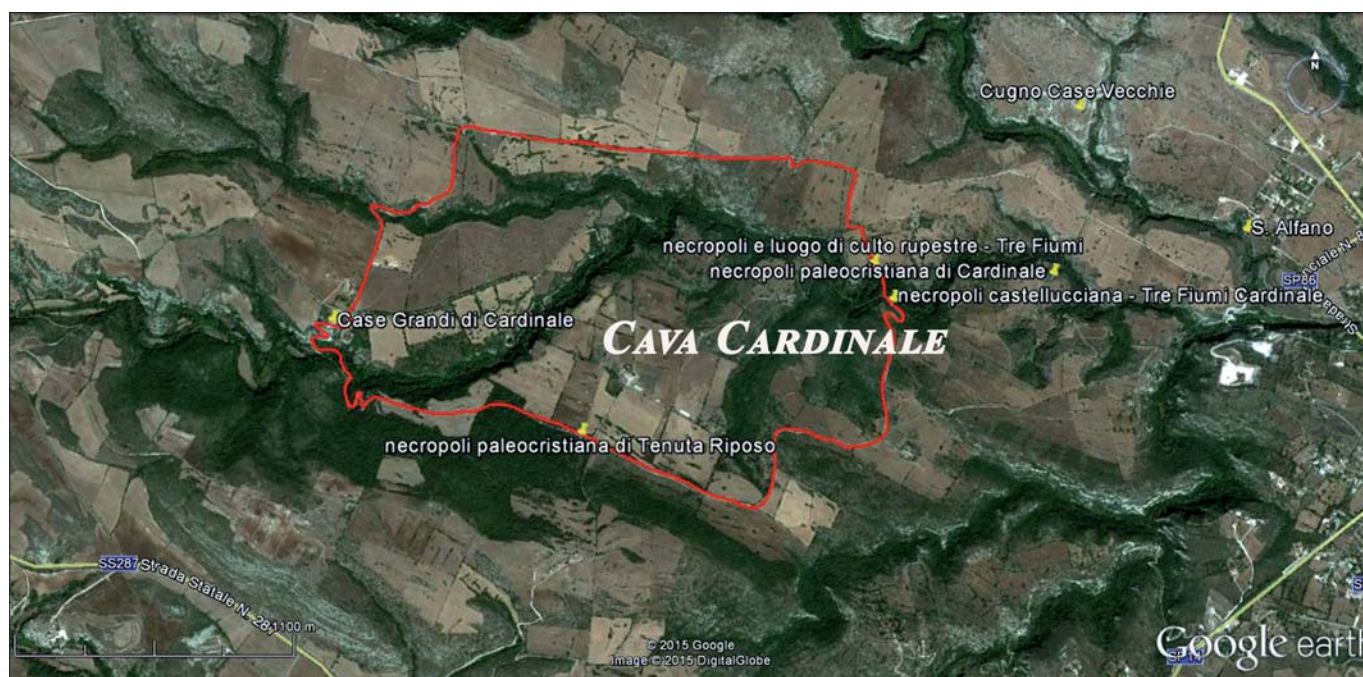 Cugno Case Vecchie
N
S. Alfano
necropoli e luogo di culto rupestre - Tre Fiumi
necropoli paleocristiana di Cardinale
SP86
necropoli castellucciana - Tre Fiumi Cardinale
Case Grandi di Cardinale
CAVA CARDINALE
necropoli paleocristiana di Tenuta Riposo
SS287 Strada Statale N. 287
1100 m
© 2015 Google
Image © 2015 DigitalGlobe
Google earth